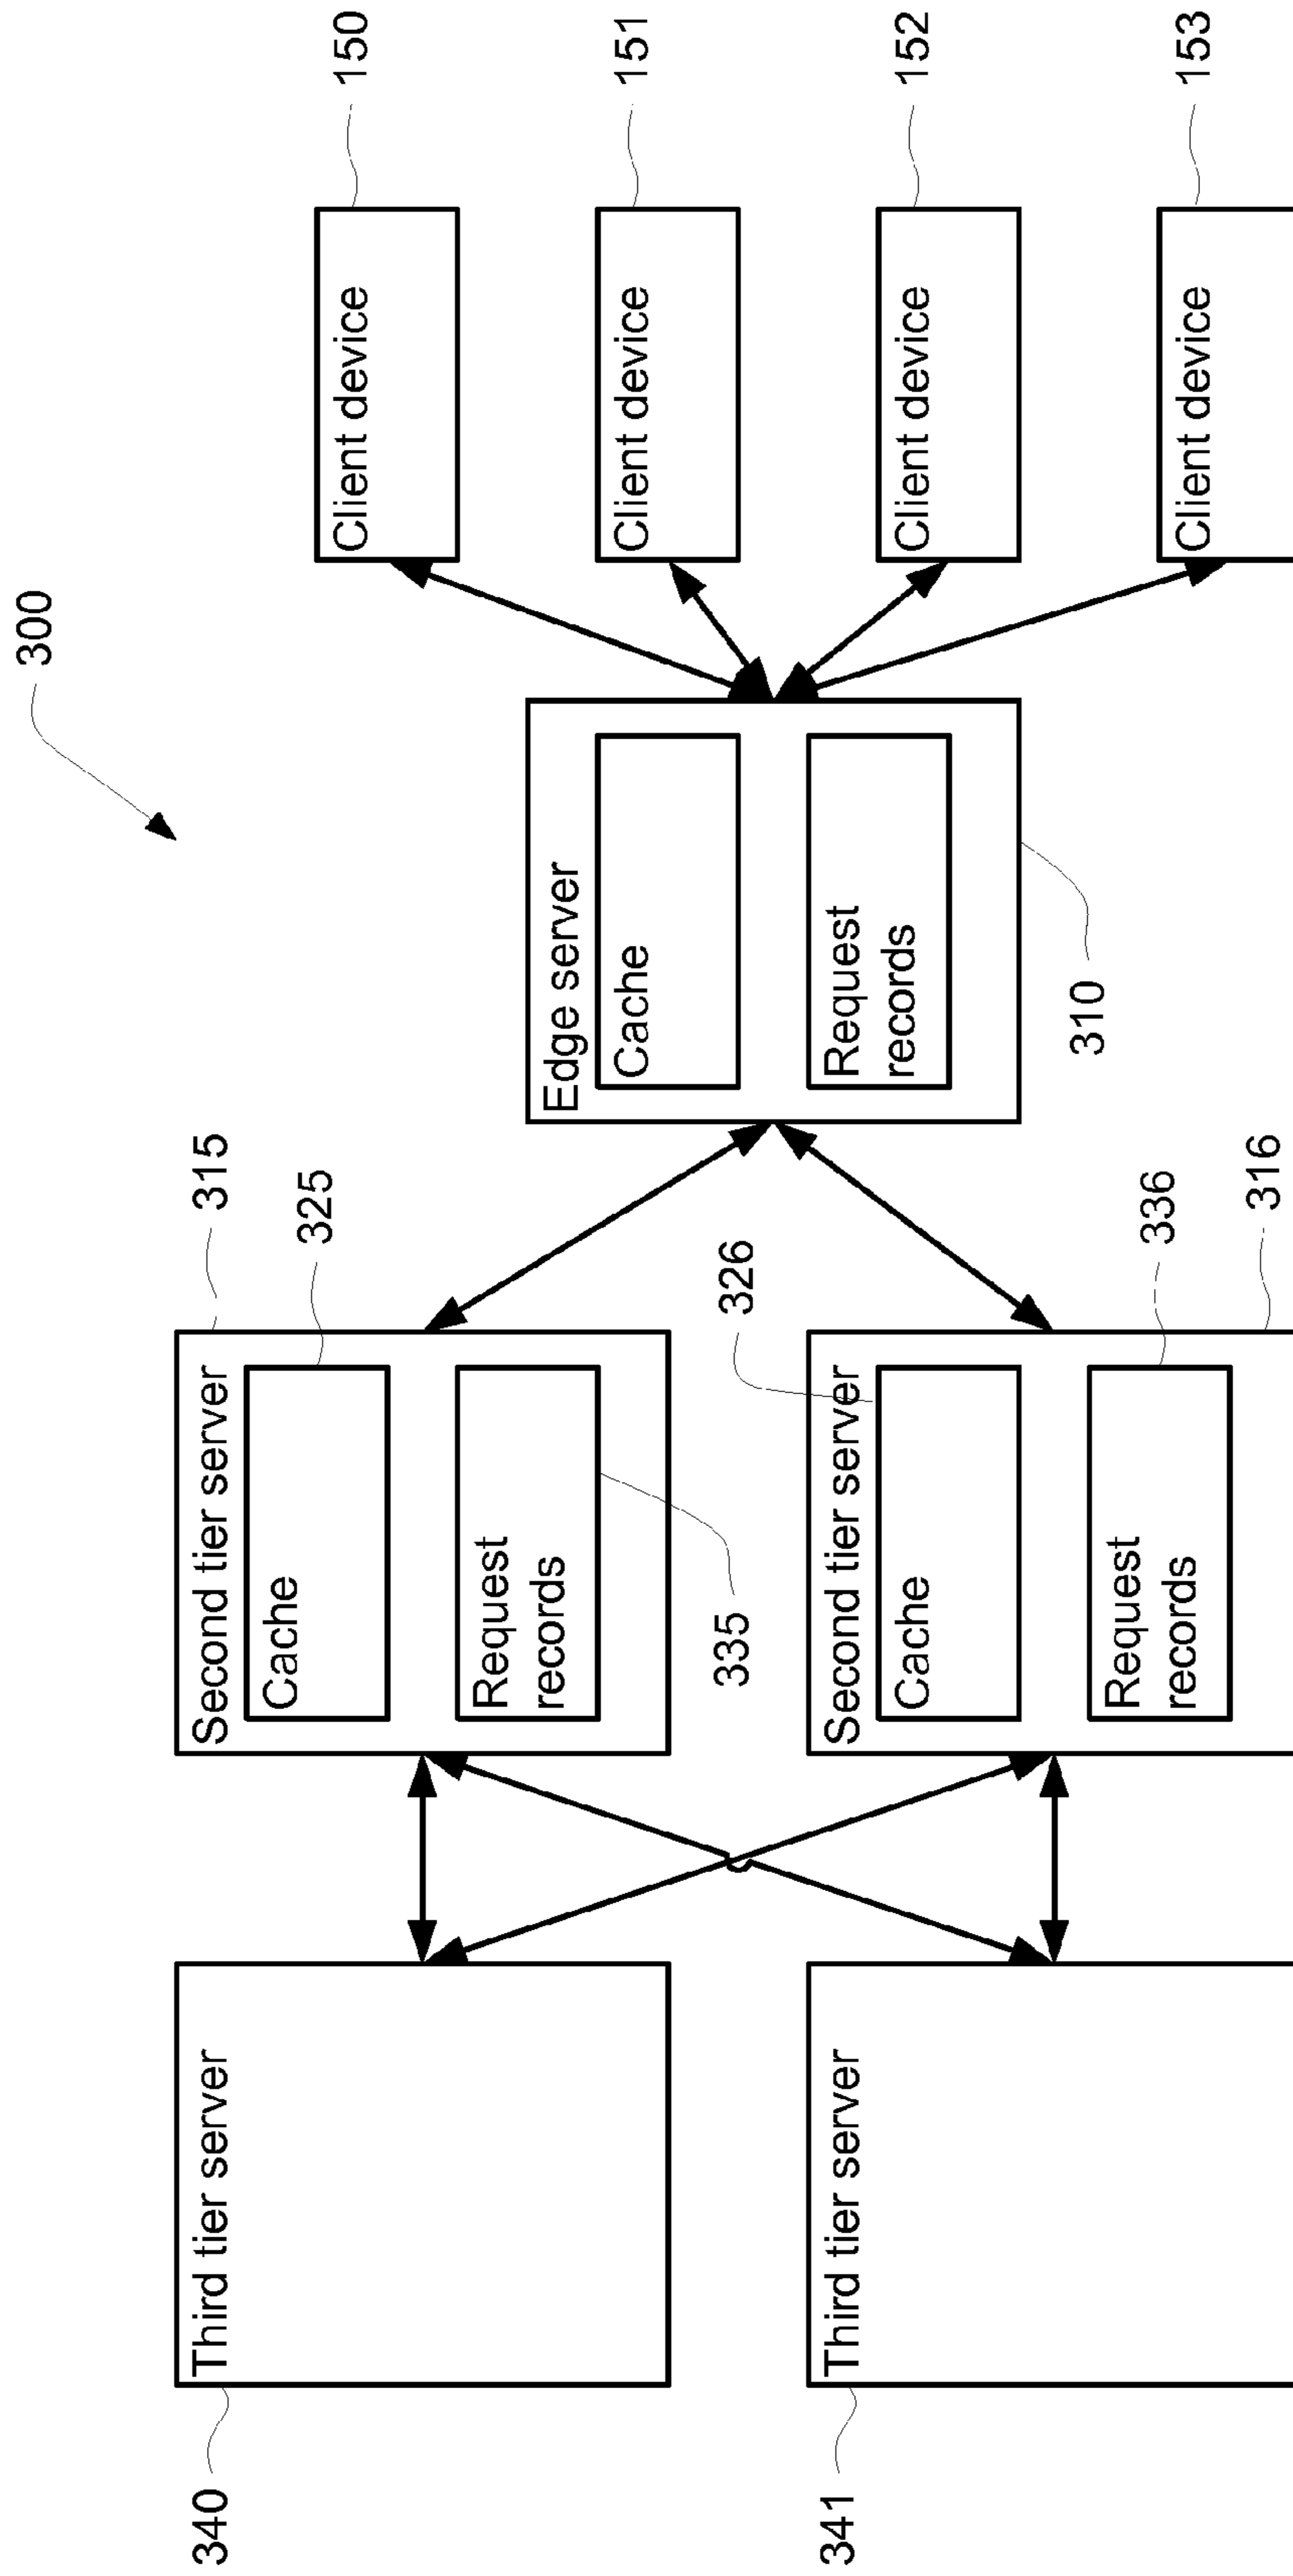 300
Third tier server
340
Third tier server
341
Second tier server
315
Cache
325
Request
records
335
Second tier server
316
Cache
326
Request
records
336
Edge server
310
Cache
Request
records
Client device
150
Client device
151
Client device
152
Client device
153